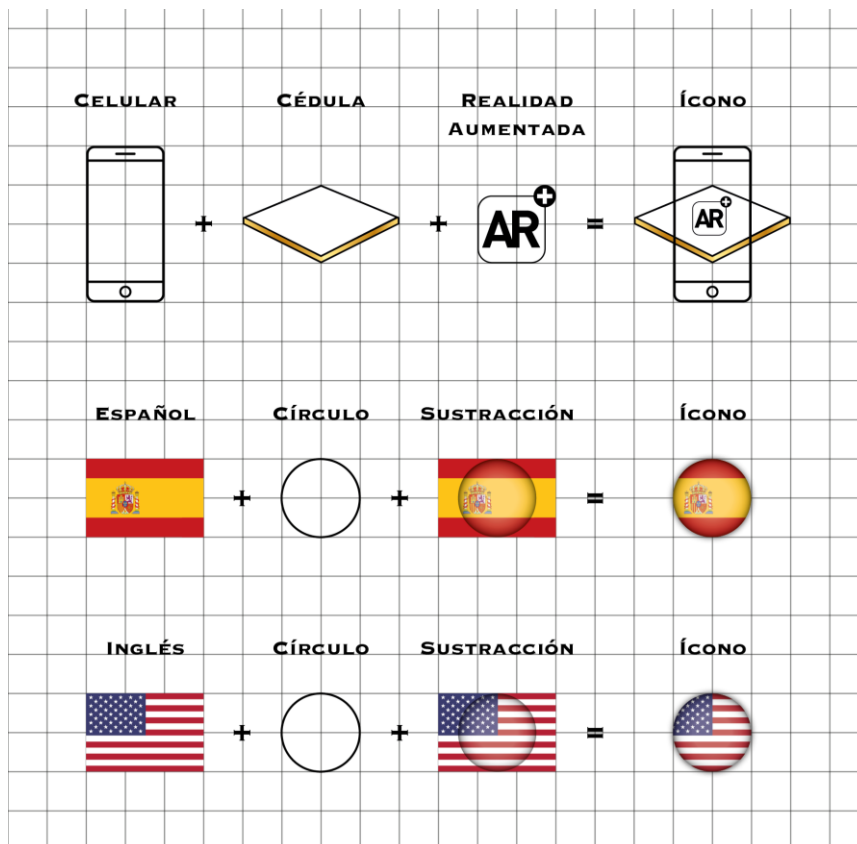 CELULAR CÉDULA REALIDAD AUMENTADA ÍCONO
+ + AR+ = AR+
ESPAÑOL CÍRCULO SUSTRACCIÓN ÍCONO
+ + =
INGLÉS CÍRCULO SUSTRACCIÓN ÍCONO
+ + =